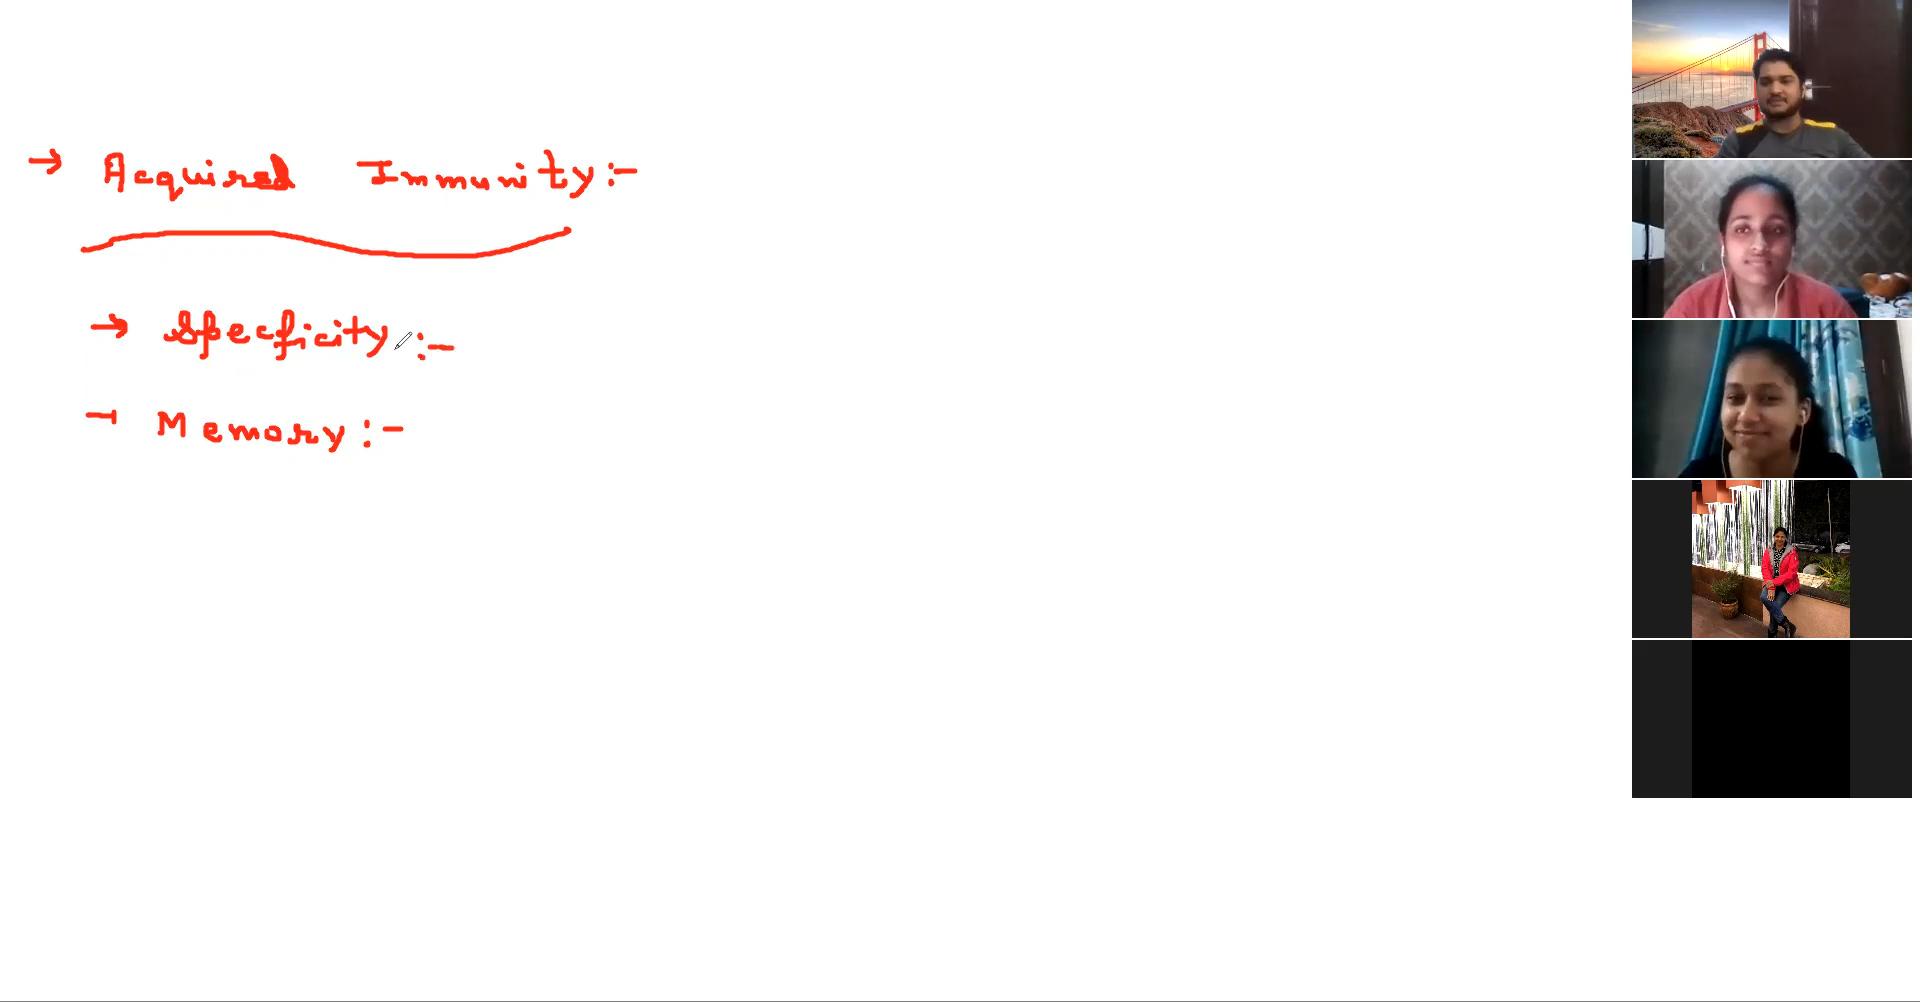 → Acquired Immunity:-
→ Specficity:-
→ Memory:-